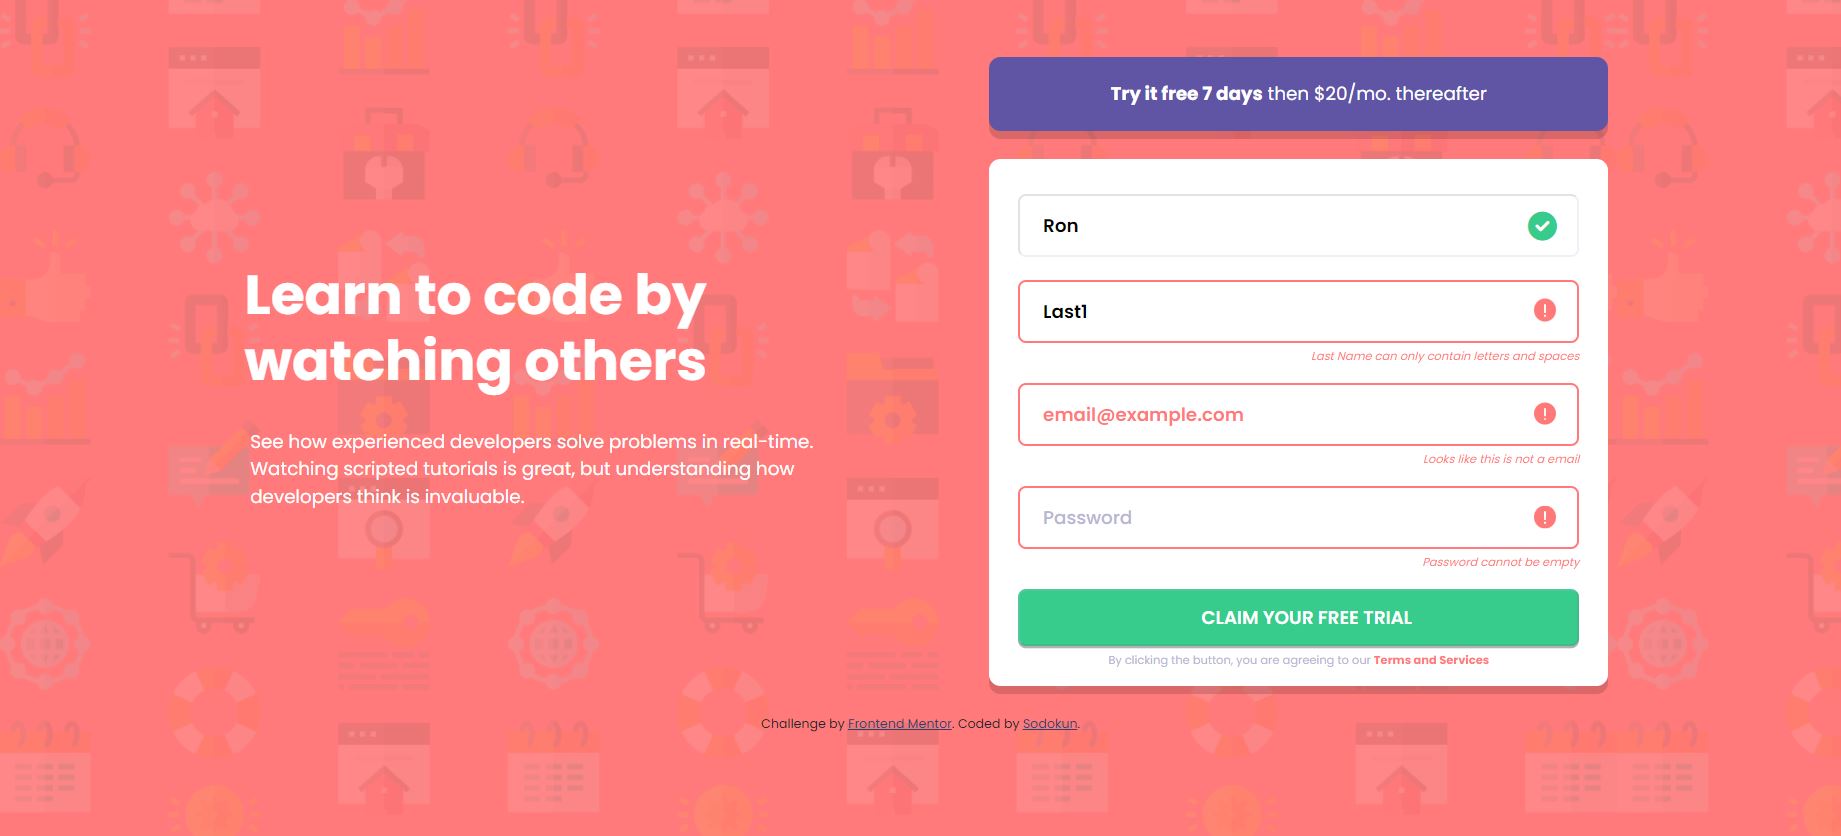 Learn to code by
watching others
See how experienced developers solve problems in real-time.
Watching scripted tutorials is great, but understanding how
developers think is invaluable.
Try it free 7 days then $20/mo. thereafter
Ron
Last1
Last Name can only contain letters and spaces
email@example.com
Looks like this is not a email
Password
Password cannot be empty
CLAIM YOUR FREE TRIAL
By clicking the button, you are agreeing to our Terms and Services
Challenge by Frontend Mentor. Coded by Sodokun.